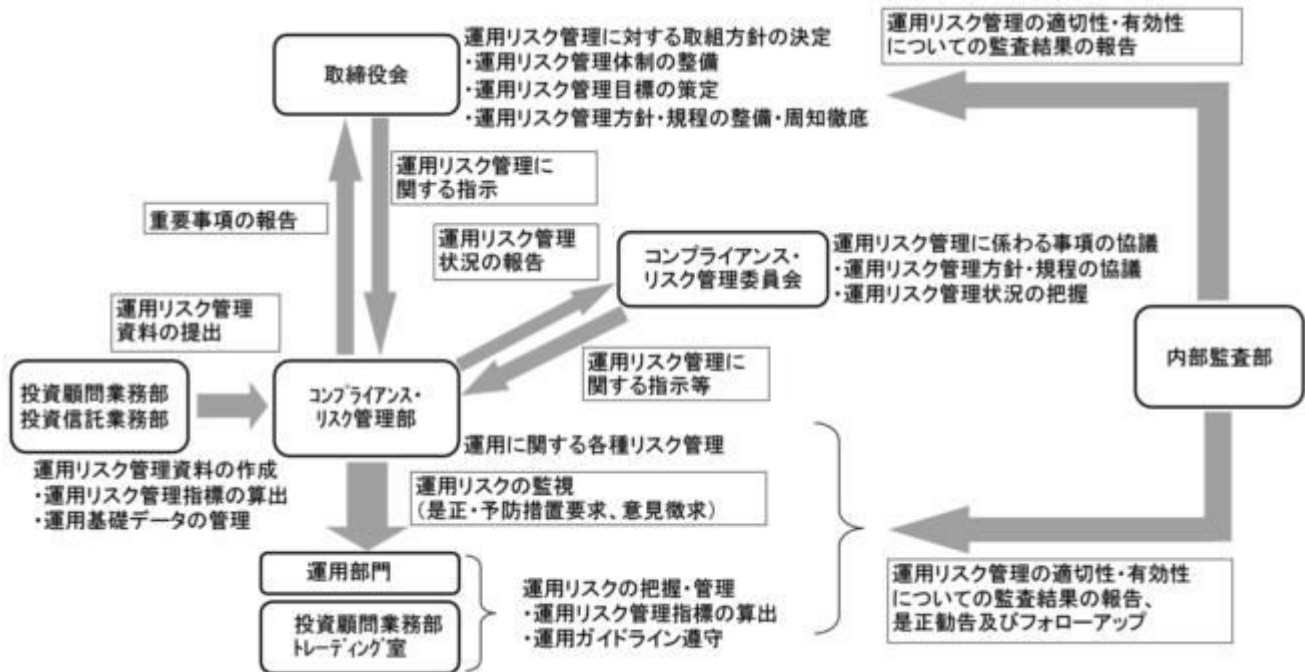 運用リスク管理に対する取組方針の決定
・運用リスク管理体制の整備
・運用リスク管理目標の策定
・運用リスク管理方針・規程の整備・周知徹底
取締役会
運用リスク管理の適切性・有効性
についての監査結果の報告
運用リスク管理に
関する指示
重要事項の報告
運用リスク管理
状況の報告
コンプライアンス・
リスク管理委員会
運用リスク管理に係わる事項の協議
・運用リスク管理方針・規程の協議
・運用リスク管理状況の把握
運用リスク管理
資料の提出
内部監査部
運用リスク管理に
関する指示等
投資顧問業務部
投資信託業務部
コンプライアンス・
リスク管理部
運用に関する各種リスク管理
運用リスク管理資料の作成
・運用リスク管理指標の算出
・運用基礎データの管理
運用リスクの監視
（是正・予防措置要求、意見徴求）
運用部門
投資顧問業務部
トレーディング室
運用リスクの把握・管理
・運用リスク管理指標の算出
・運用ガイドライン遵守
運用リスク管理の適切性・有効性
についての監査結果の報告、
是正勧告及びフォローアップ